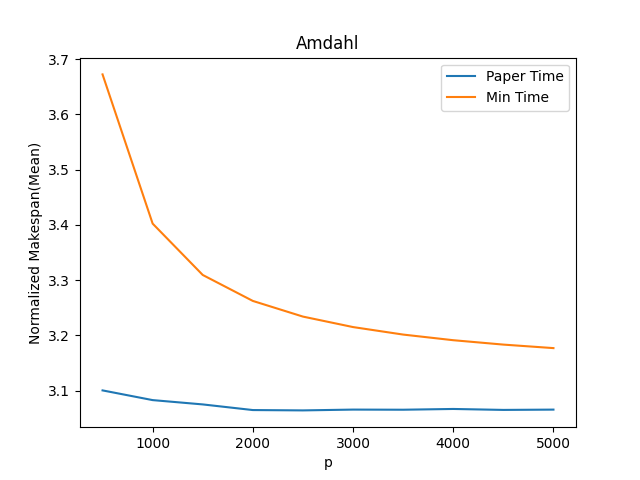 Amdahl
Paper Time
Min Time
Normalized Makespan(Mean)
3.7
3.6
3.5
3.4
3.3
3.2
3.1
1000 2000 3000 4000 5000
p